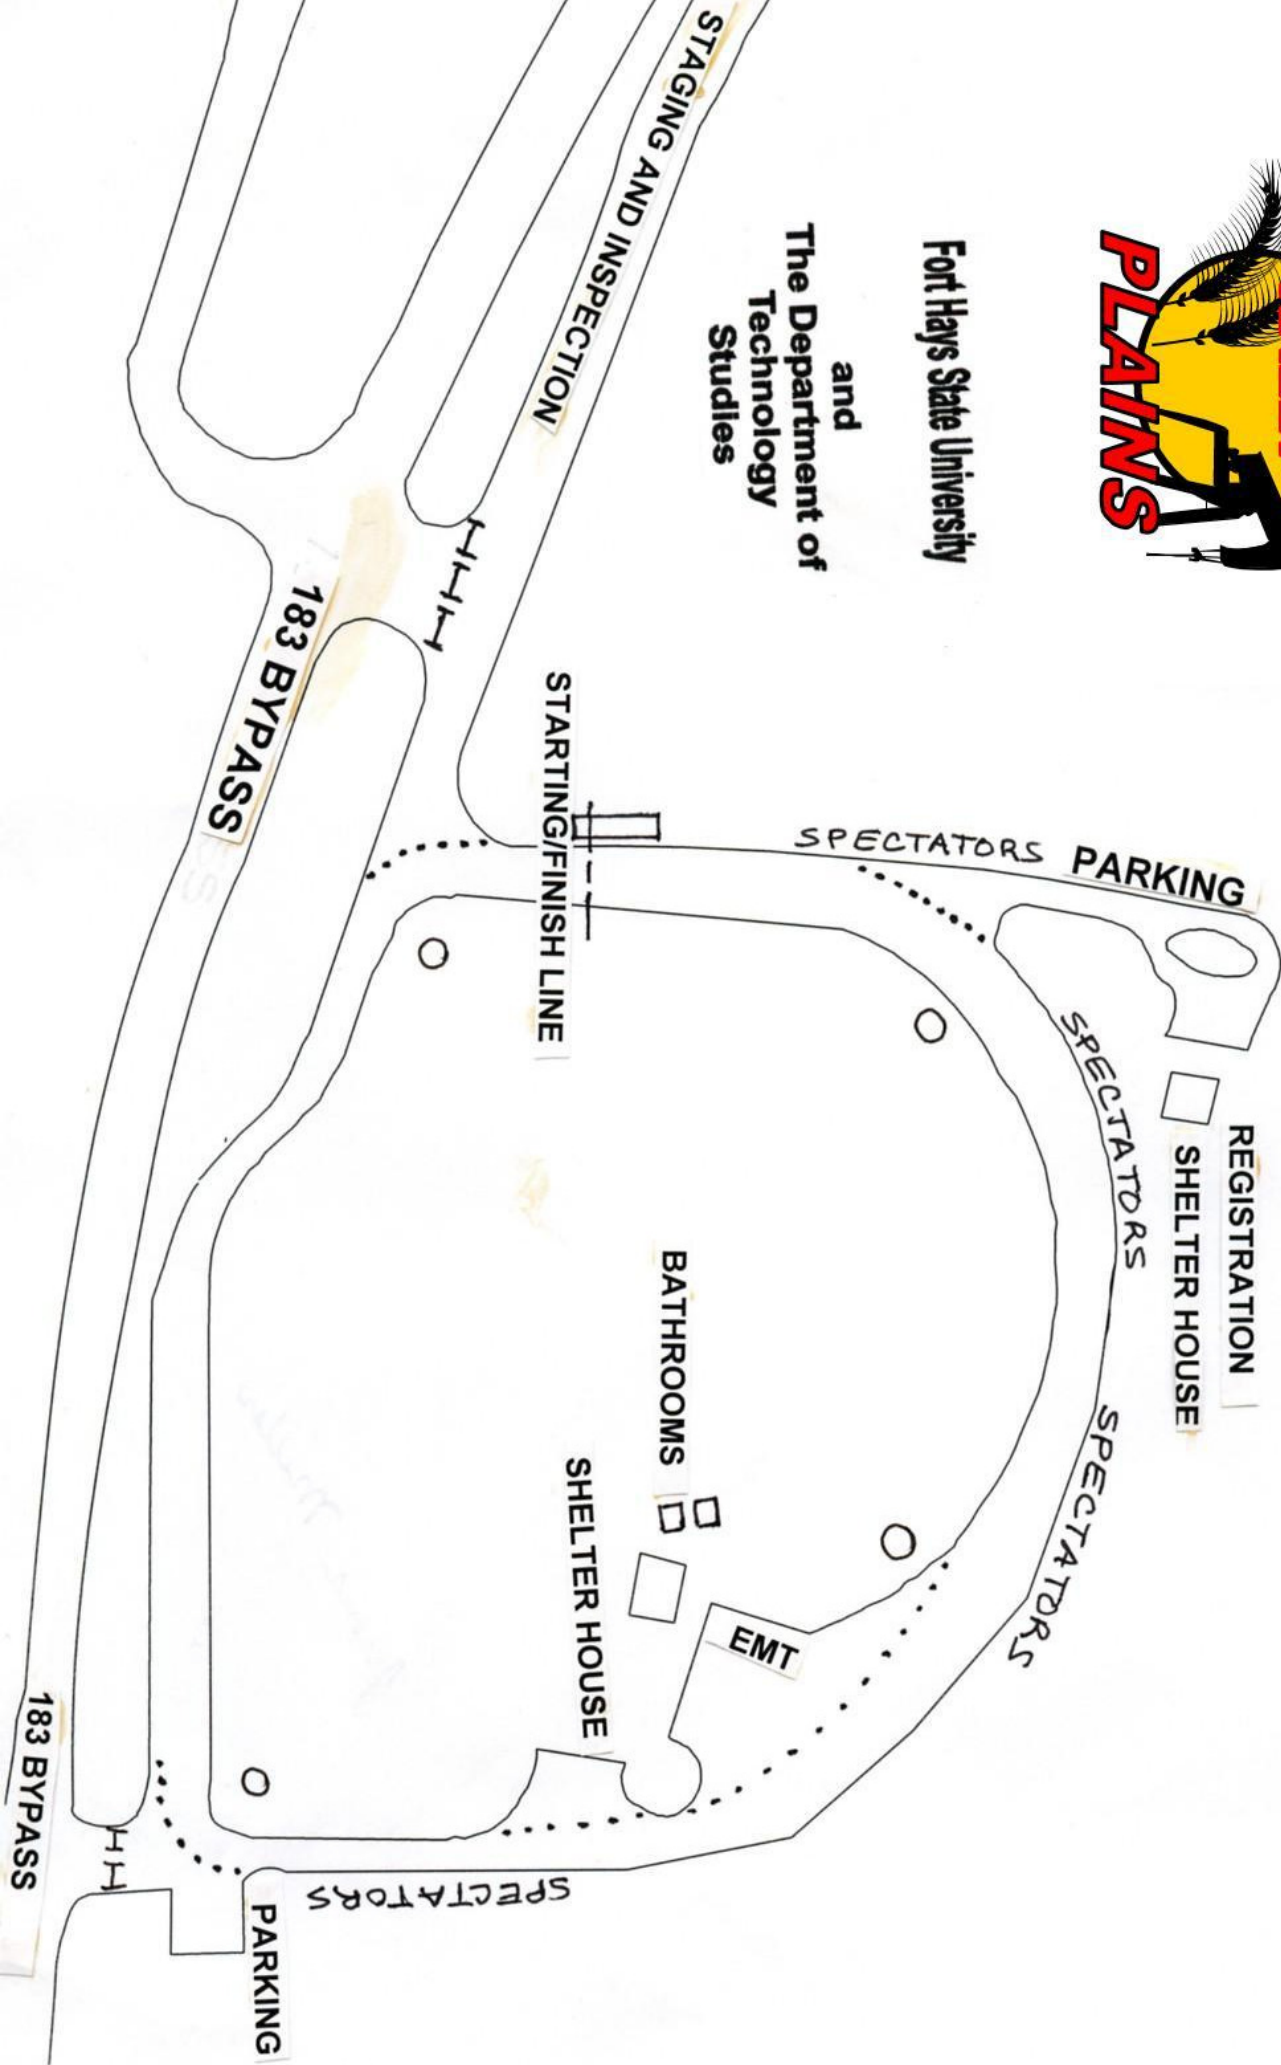 PLAINS
Fort Hays State University
and
The Department of
Technology
Studies
STAGING AND INSPECTION
183 BYPASS
STARTING/FINISH LINE
SPECTATORS
PARKING
SPECTATORS
REGISTRATION
SHELTER HOUSE
SPECTATORS
BATHROOMS
SHELTER HOUSE
EMT
SPECTATORS
PARKING
183 BYPASS